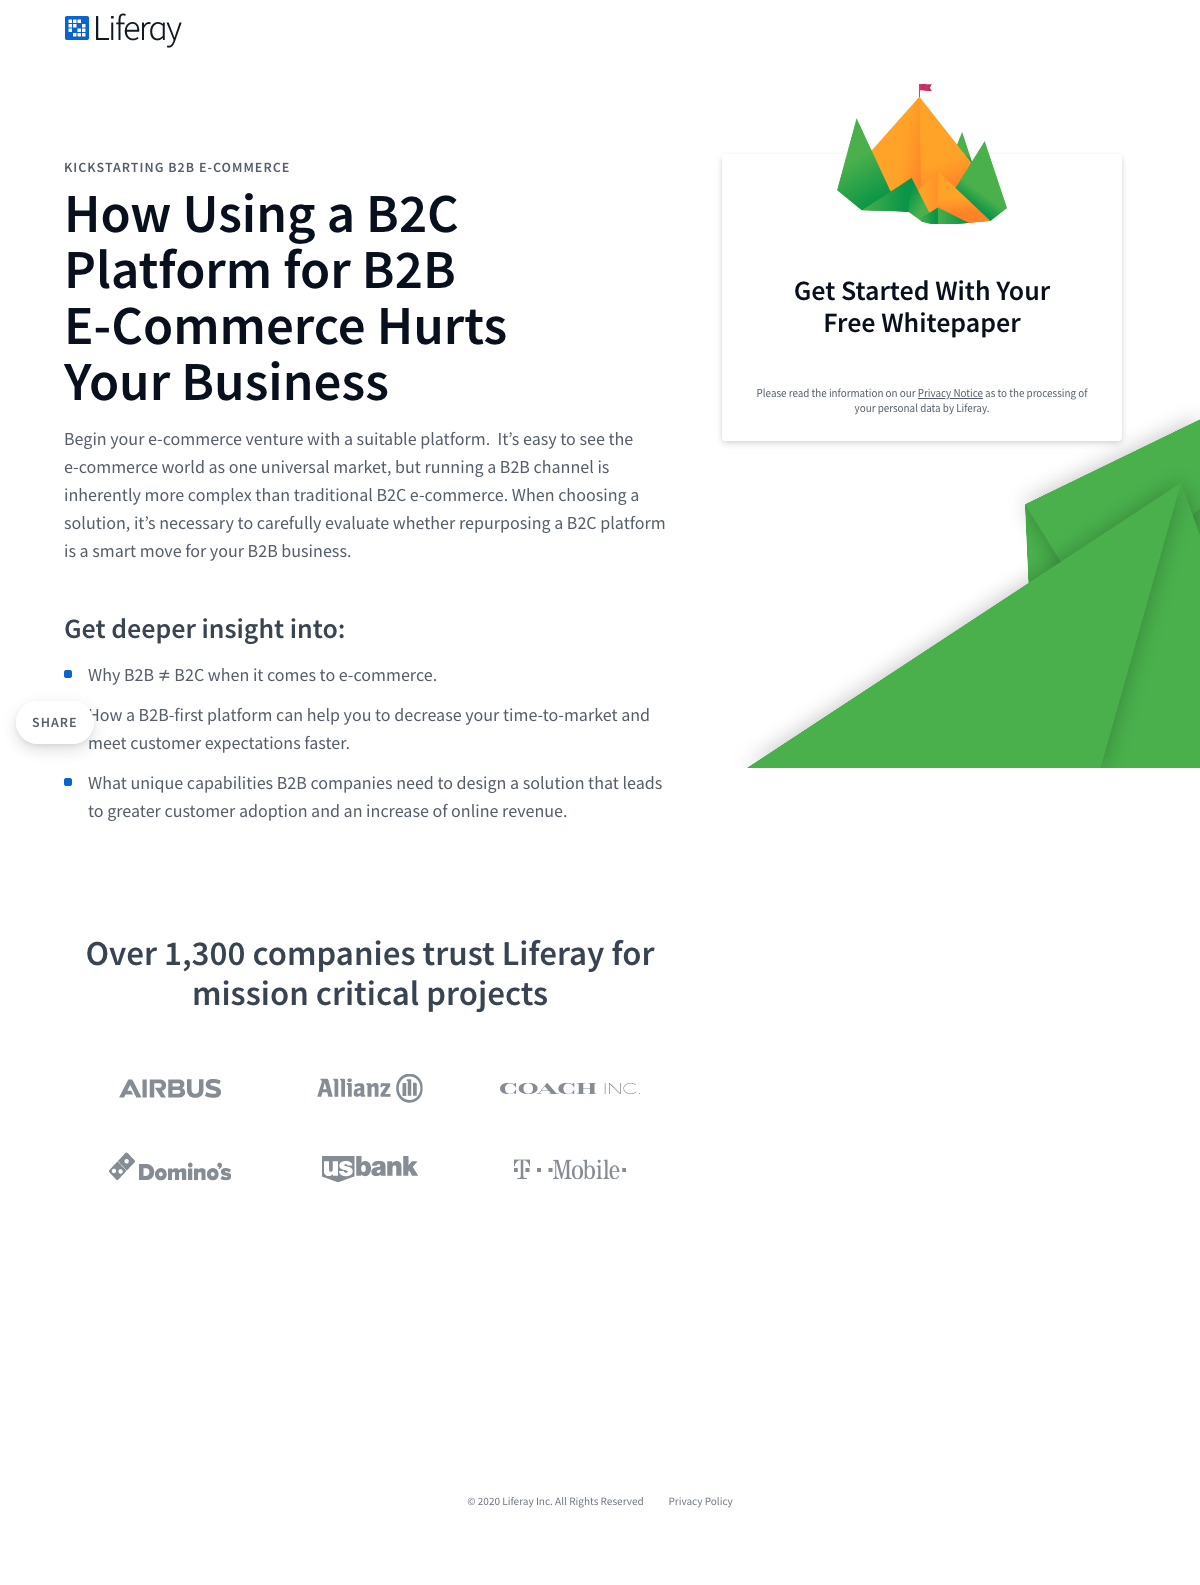 Liferay
KICKSTARTING B2B E-COMMERCE
How Using a B2C
Platform for B2B
E-Commerce Hurts
Your Business
Begin your e-commerce venture with a suitable platform.  It’s easy to see the
e-commerce world as one universal market, but running a B2B channel is
inherently more complex than traditional B2C e-commerce. When choosing a
solution, it’s necessary to carefully evaluate whether repurposing a B2C platform
is a smart move for your B2B business.
Get deeper insight into:
Why B2B ≠ B2C when it comes to e-commerce.
How a B2B-first platform can help you to decrease your time-to-market and
meet customer expectations faster.
What unique capabilities B2B companies need to design a solution that leads
to greater customer adoption and an increase of online revenue.
SHARE
Get Started With Your
Free Whitepaper
Please read the information on our Privacy Notice as to the processing of
your personal data by Liferay.
Over 1,300 companies trust Liferay for
mission critical projects
AIRBUS
Allianz
COACH INC.
Domino's
usbank
T··Mobile·
© 2020 Liferay Inc. All Rights Reserved
Privacy Policy